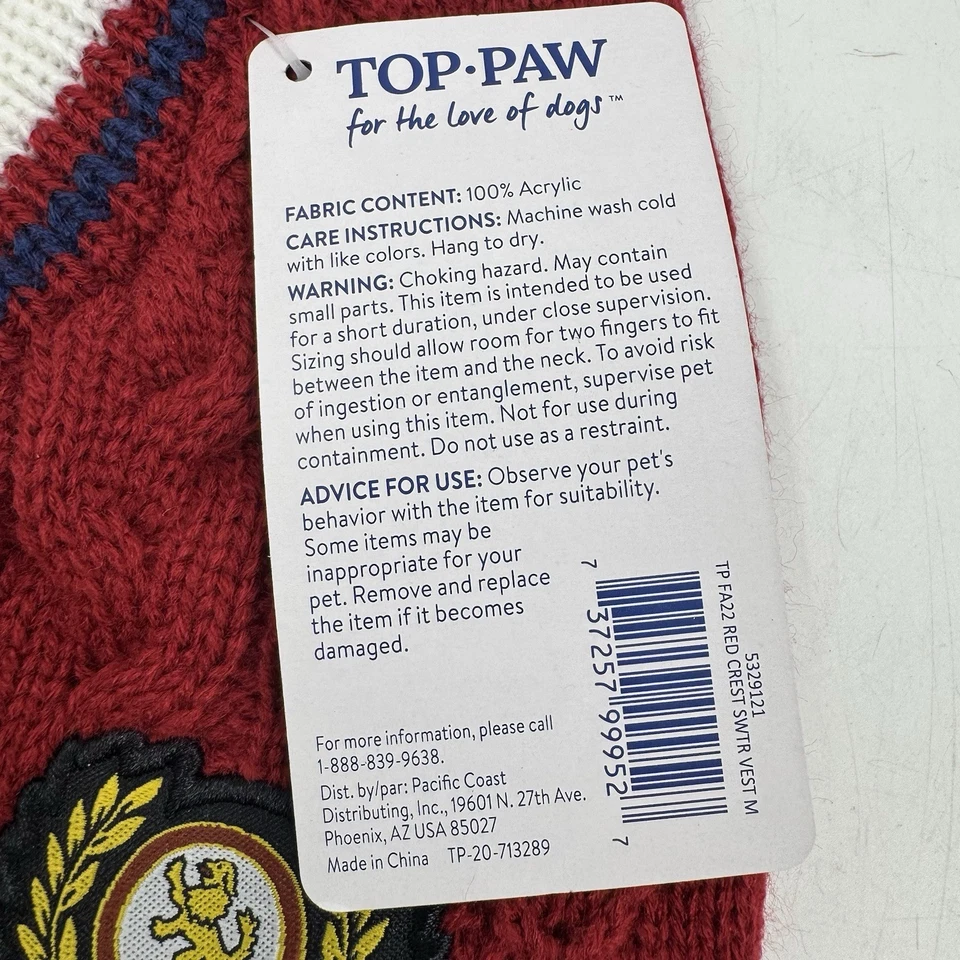 TOP·PAW
for the love of dogs™
FABRIC CONTENT: 100% Acrylic
CARE INSTRUCTIONS: Machine wash cold
with like colors. Hang to dry.
WARNING: Choking hazard. May contain
small parts. This item is intended to be used
for a short duration, under close supervision.
Sizing should allow room for two fingers to fit
between the item and the neck. To avoid risk
of ingestion or entanglement, supervise pet
when using this item. Not for use during
containment. Do not use as a restraint.
ADVICE FOR USE: Observe your pet's
behavior with the item for suitability.
Some items may be
inappropriate for your
pet. Remove and replace
the item if it becomes
damaged.
For more information, please call
1-888-839-9638.
Dist. by/par: Pacific Coast
Distributing, Inc., 19601 N. 27th Ave.
Phoenix, AZ USA 85027
Made in China TP-20-713289
7 37257 99952 7
5329121
TP FA22 RED CREST SWTR VEST M